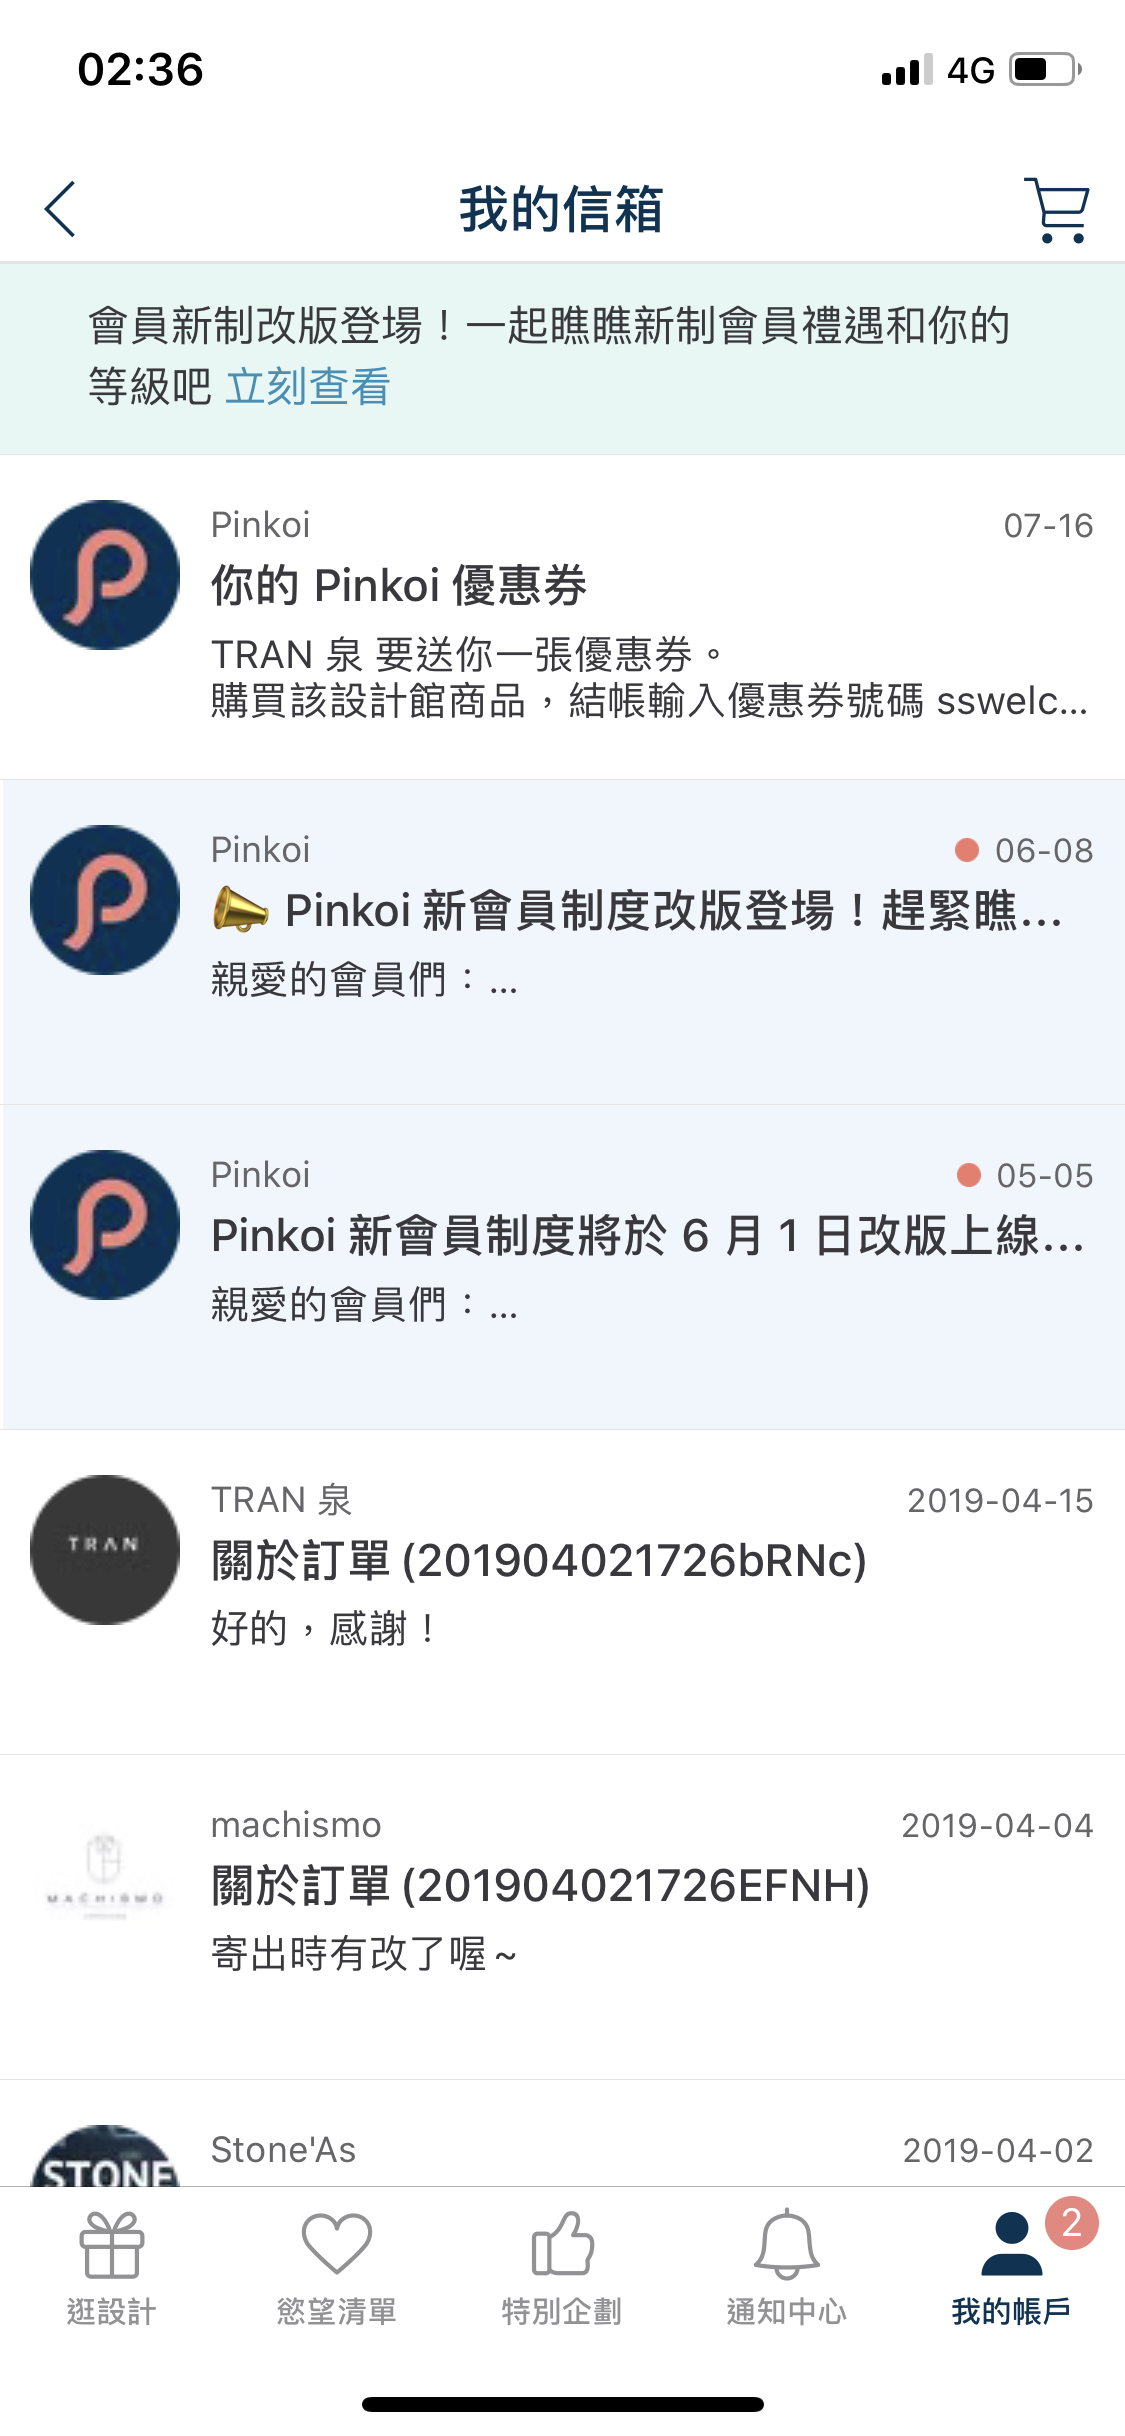 02:36
4G
我的信箱
會員新制改版登場！一起瞧瞧新制會員禮遇和你的
等級吧 立刻查看
Pinkoi
07-16
你的 Pinkoi 優惠券
TRAN 泉 要送你一張優惠券。
購買該設計館商品，結帳輸入優惠券號碼 sswelc...
Pinkoi
06-08
Pinkoi 新會員制度改版登場！趕緊瞧...
親愛的會員們：...
Pinkoi
05-05
Pinkoi 新會員制度將於 6 月 1 日改版上線...
親愛的會員們：...
TRAN
TRAN 泉
2019-04-15
關於訂單 (201904021726bRNc)
好的，感謝！
MACHISMO
machismo
2019-04-04
關於訂單 (201904021726EFNH)
寄出時有改了喔~
STONE
Stone'As
2019-04-02
2
逛設計
慾望清單
特別企劃
通知中心
我的帳戶